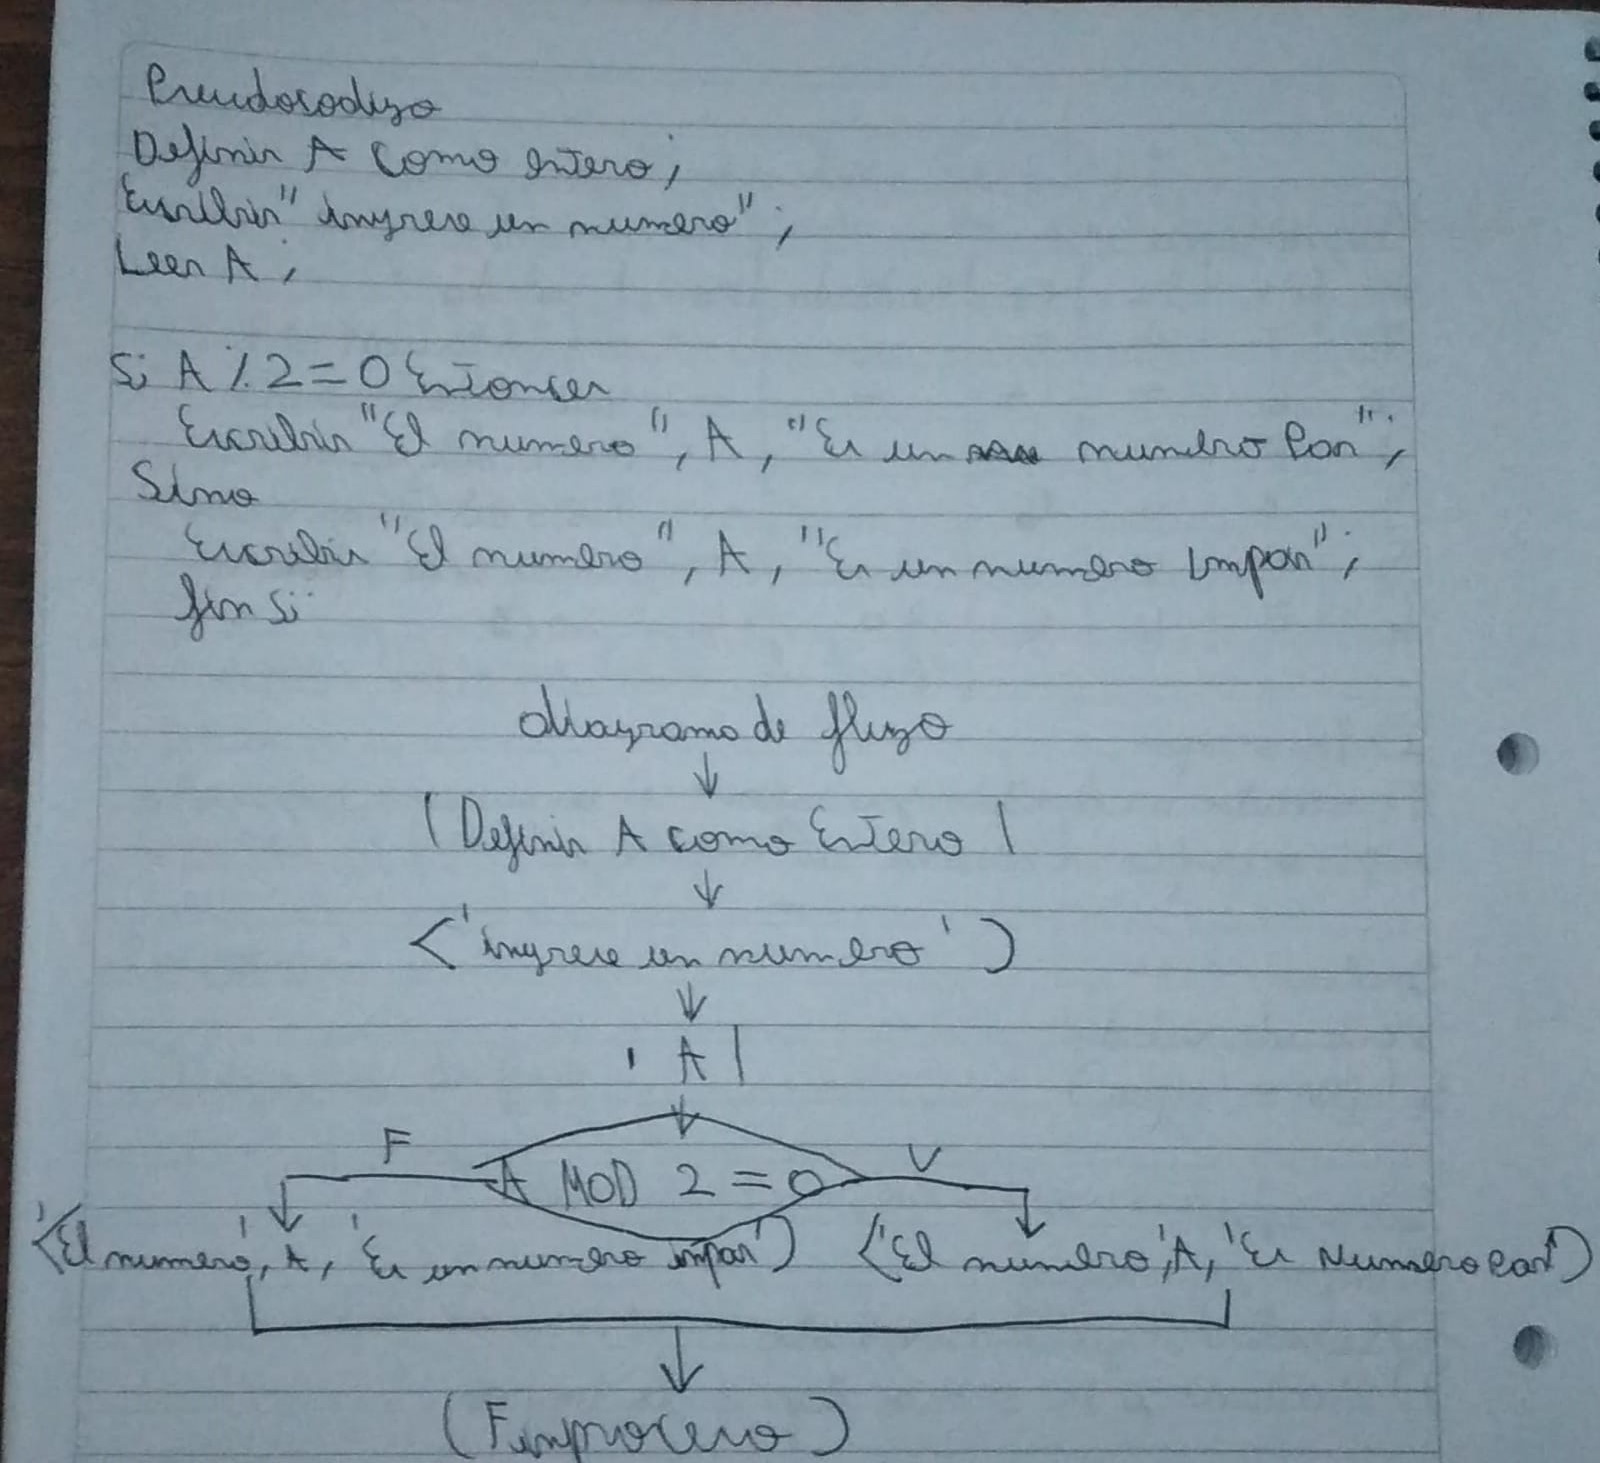 Pseudocodigo
Definir A Como Entero;
Escribir "ingrese un numero";
Leer A;
Si A % 2 = 0 Entonces
Escribir "El numero", A, "Es un numero Par";
Sino
Escribir "El numero", A, "Es un numero Impar";
fin si
diagrama de flujo
Definir A como Entero
'ingrese un numero'
A
F
V
A MOD 2 = 0
'El numero', A, 'Es un numero impar'
'El numero', A, 'Es Numero Par'
(Finproceso)